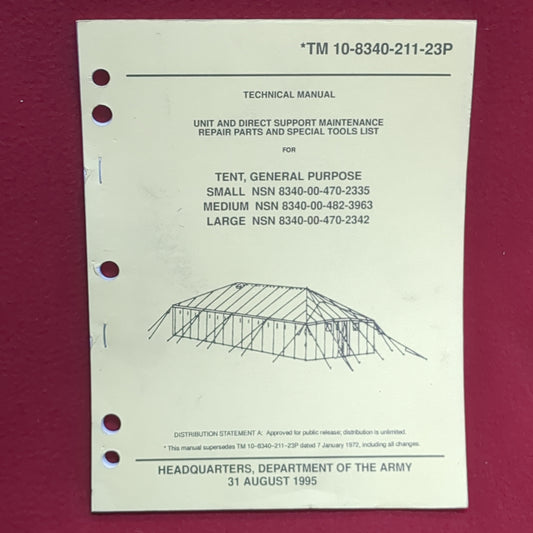 *TM 10-8340-211-23P
TECHNICAL MANUAL
UNIT AND DIRECT SUPPORT MAINTENANCE
REPAIR PARTS AND SPECIAL TOOLS LIST
FOR
TENT, GENERAL PURPOSE
SMALL NSN 8340-00-470-2335
MEDIUM NSN 8340-00-482-3963
LARGE NSN 8340-00-470-2342
DISTRIBUTION STATEMENT A: Approved for public release; distribution is unlimited.
* This manual supersedes TM 10-8340-211-23P dated 7 January 1972, including all changes.
HEADQUARTERS, DEPARTMENT OF THE ARMY
31 AUGUST 1995